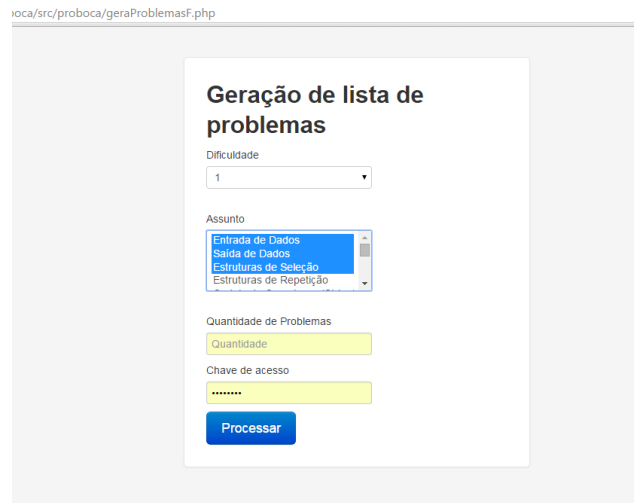 oca/src/proboca/geraProblemasF.php
Geração de lista de
problemas
Dificuldade
1
Assunto
Entrada de Dados
Saída de Dados
Estruturas de Seleção
Estruturas de Repetição
Quantidade de Problemas
Quantidade
Chave de acesso
••••••••
Processar